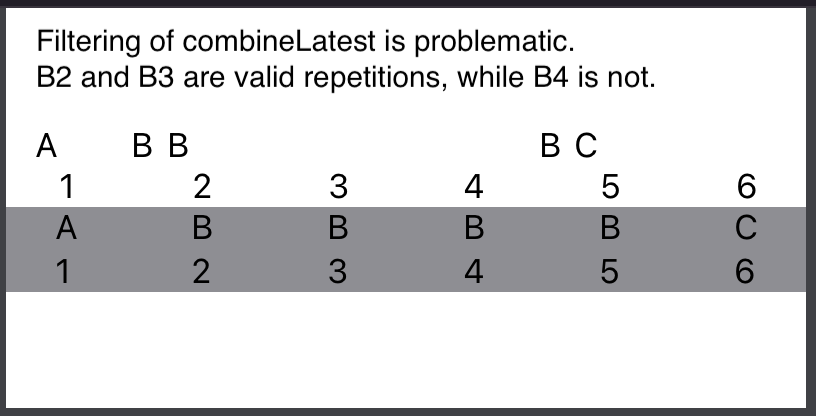 Filtering of combineLatest is problematic.
B2 and B3 are valid repetitions, while B4 is not.
A B B B C
1 2 3 4 5 6
A B B B B C
1 2 3 4 5 6